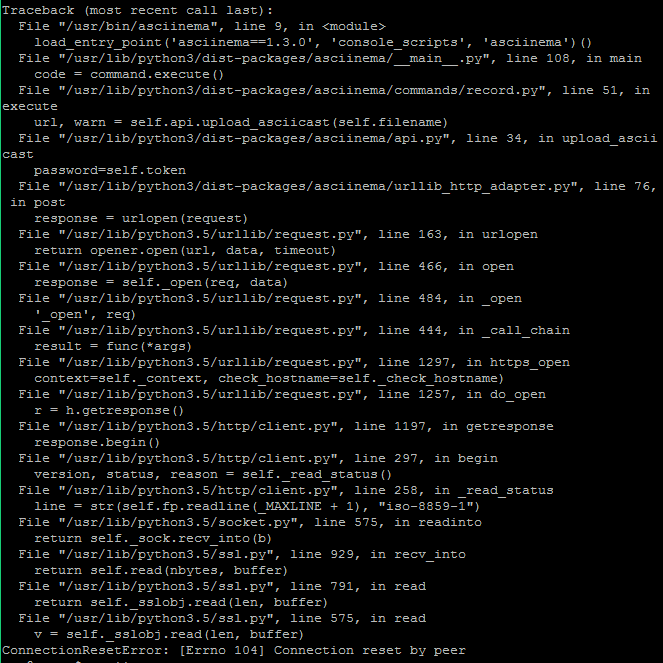 Traceback (most recent call last):
  File "/usr/bin/asciinema", line 9, in <module>
    load_entry_point('asciinema==1.3.0', 'console_scripts', 'asciinema')()
  File "/usr/lib/python3/dist-packages/asciinema/__main__.py", line 108, in main
    code = command.execute()
  File "/usr/lib/python3/dist-packages/asciinema/commands/record.py", line 51, in
execute
    url, warn = self.api.upload_asciicast(self.filename)
  File "/usr/lib/python3/dist-packages/asciinema/api.py", line 34, in upload_ascii
cast
    password=self.token
  File "/usr/lib/python3/dist-packages/asciinema/urllib_http_adapter.py", line 76,
 in post
    response = urlopen(request)
  File "/usr/lib/python3.5/urllib/request.py", line 163, in urlopen
    return opener.open(url, data, timeout)
  File "/usr/lib/python3.5/urllib/request.py", line 466, in open
    response = self._open(req, data)
  File "/usr/lib/python3.5/urllib/request.py", line 484, in _open
    '_open', req)
  File "/usr/lib/python3.5/urllib/request.py", line 444, in _call_chain
    result = func(*args)
  File "/usr/lib/python3.5/urllib/request.py", line 1297, in https_open
    context=self._context, check_hostname=self._check_hostname)
  File "/usr/lib/python3.5/urllib/request.py", line 1257, in do_open
    r = h.getresponse()
  File "/usr/lib/python3.5/http/client.py", line 1197, in getresponse
    response.begin()
  File "/usr/lib/python3.5/http/client.py", line 297, in begin
    version, status, reason = self._read_status()
  File "/usr/lib/python3.5/http/client.py", line 258, in _read_status
    line = str(self.fp.readline(_MAXLINE + 1), "iso-8859-1")
  File "/usr/lib/python3.5/socket.py", line 575, in readinto
    return self._sock.recv_into(b)
  File "/usr/lib/python3.5/ssl.py", line 929, in recv_into
    return self.read(nbytes, buffer)
  File "/usr/lib/python3.5/ssl.py", line 791, in read
    return self._sslobj.read(len, buffer)
  File "/usr/lib/python3.5/ssl.py", line 575, in read
    v = self._sslobj.read(len, buffer)
ConnectionResetError: [Errno 104] Connection reset by peer